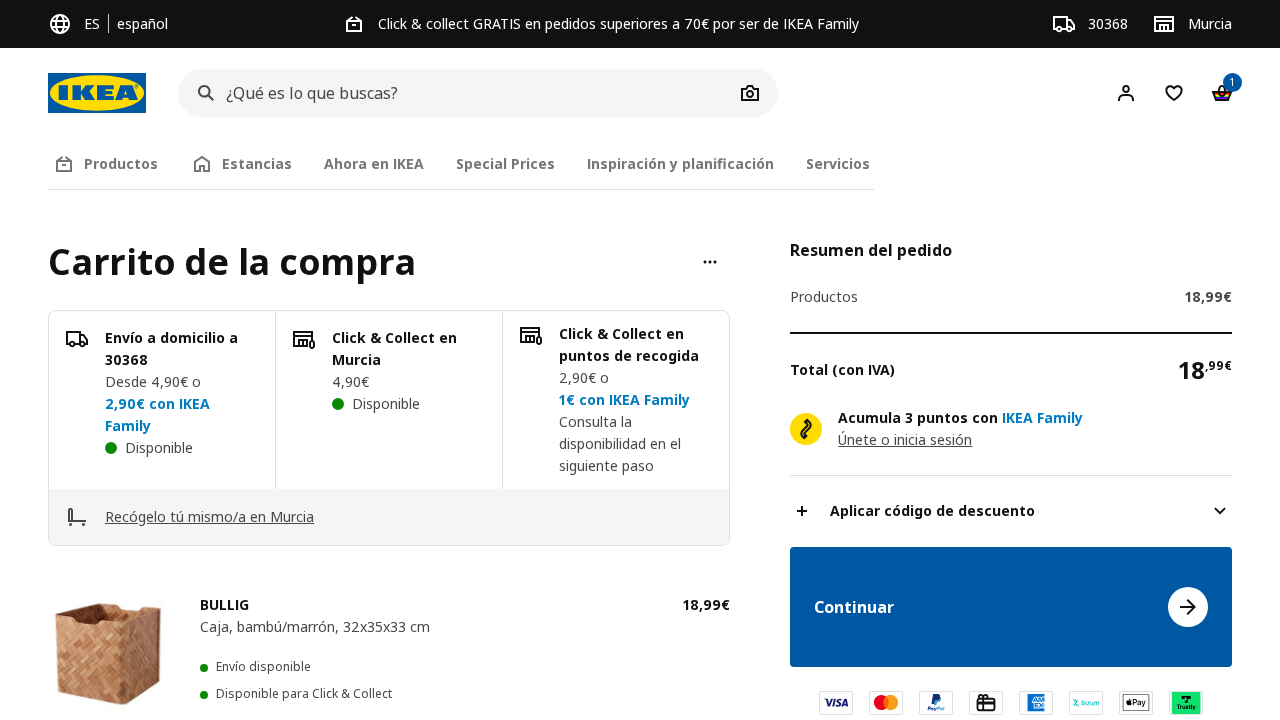 ES
español
Click & collect GRATIS en pedidos superiores a 70€ por ser de IKEA Family
30368
Murcia
IKEA
¿Qué es lo que buscas?
1
Productos
Estancias
Ahora en IKEA
Special Prices
Inspiración y planificación
Servicios
Carrito de la compra
Envío a domicilio a
30368
Desde 4,90€ o
2,90€ con IKEA
Family
Disponible
Click & Collect en
Murcia
4,90€
Disponible
Click & Collect en
puntos de recogida
2,90€ o
1€ con IKEA Family
Consulta la
disponibilidad en el
siguiente paso
Recógelo tú mismo/a en Murcia
BULLIG
18,99€
Caja, bambú/marrón, 32x35x33 cm
Envío disponible
Disponible para Click & Collect
Resumen del pedido
Productos
18,99€
Total (con IVA)
18,99€
Acumula 3 puntos con IKEA Family
Únete o inicia sesión
Aplicar código de descuento
Continuar
VISA
PayPal
AM
EX
bizum
Pay
Trustly